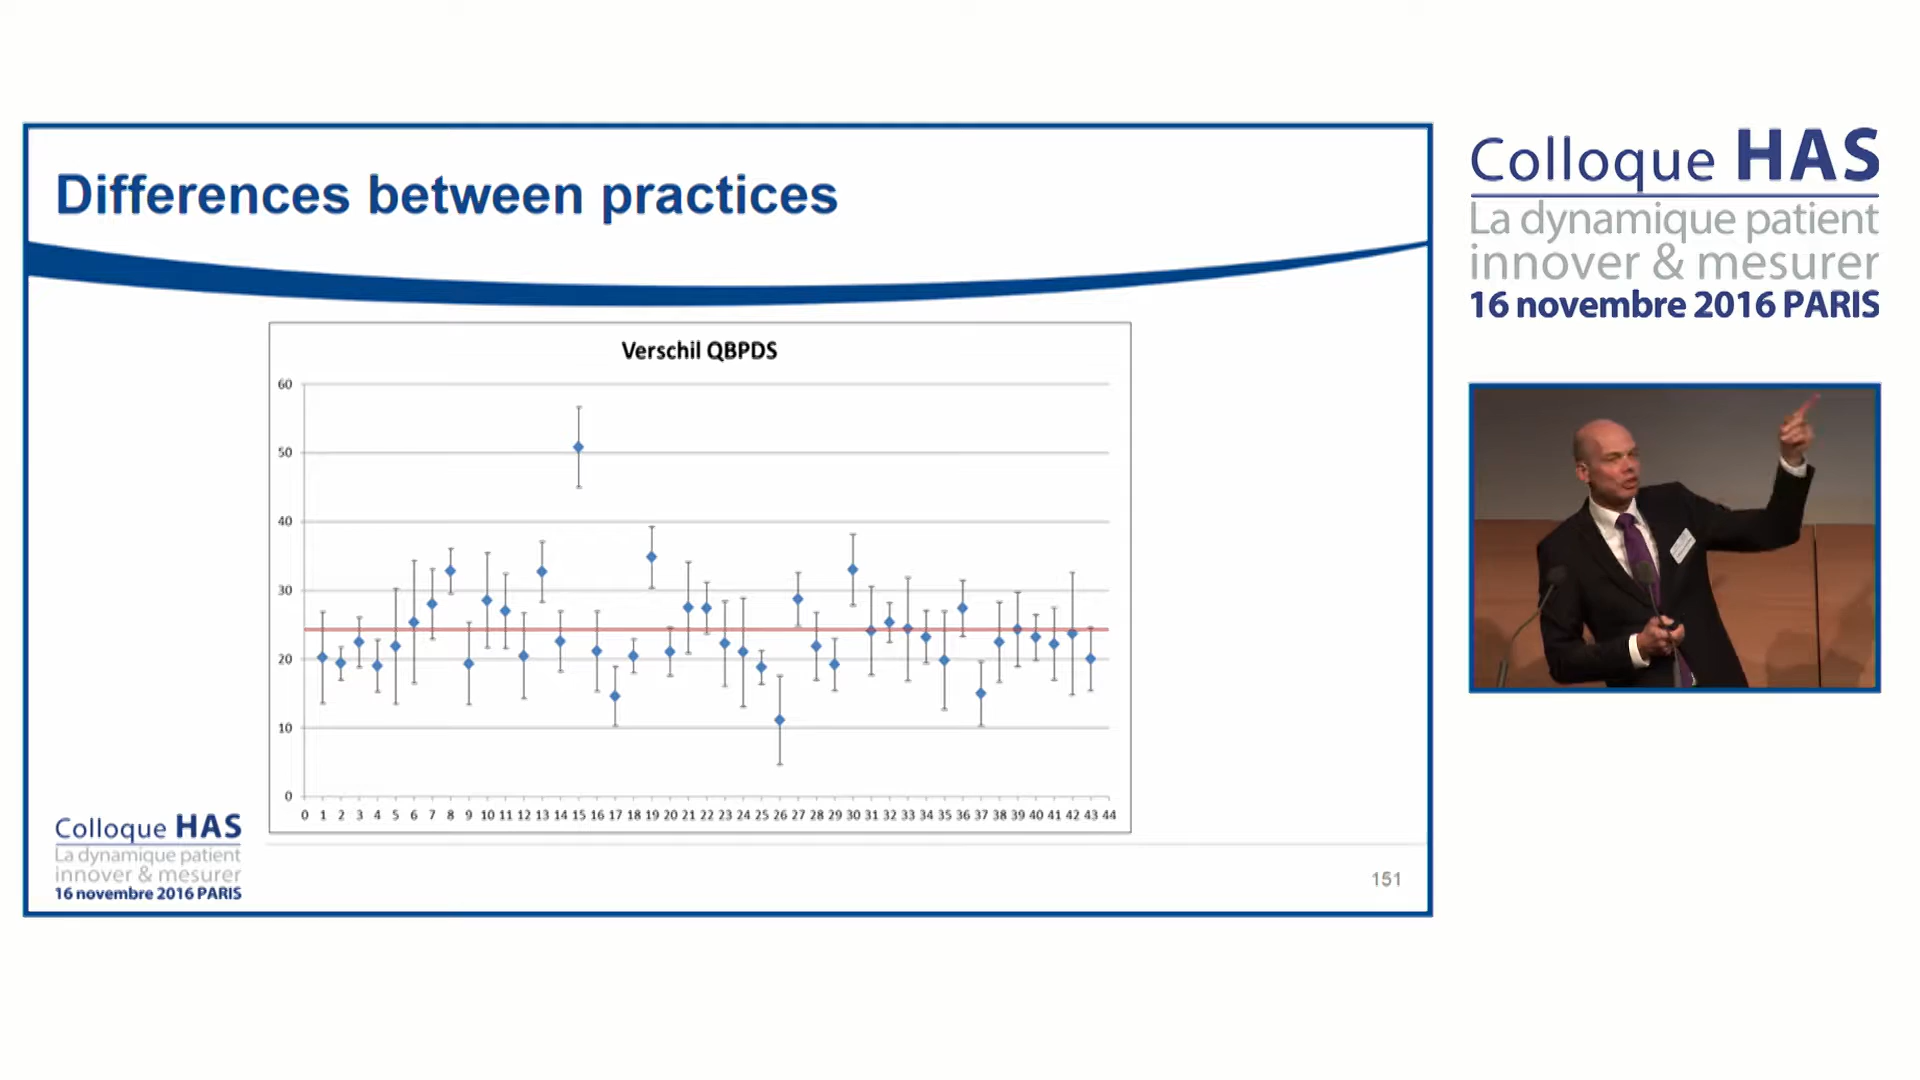 Differences between practices
Verschil QBPDS
60
50
40
30
20
10
0
0 1 2 3 4 5 6 7 8 9 10 11 12 13 14 15 16 17 18 19 20 21 22 23 24 25 26 27 28 29 30 31 32 33 34 35 36 37 38 39 40 41 42 43 44
Colloque HAS
La dynamique patient
innover & mesurer
16 novembre 2016 PARIS
151
Colloque HAS
La dynamique patient
innover & mesurer
16 novembre 2016 PARIS